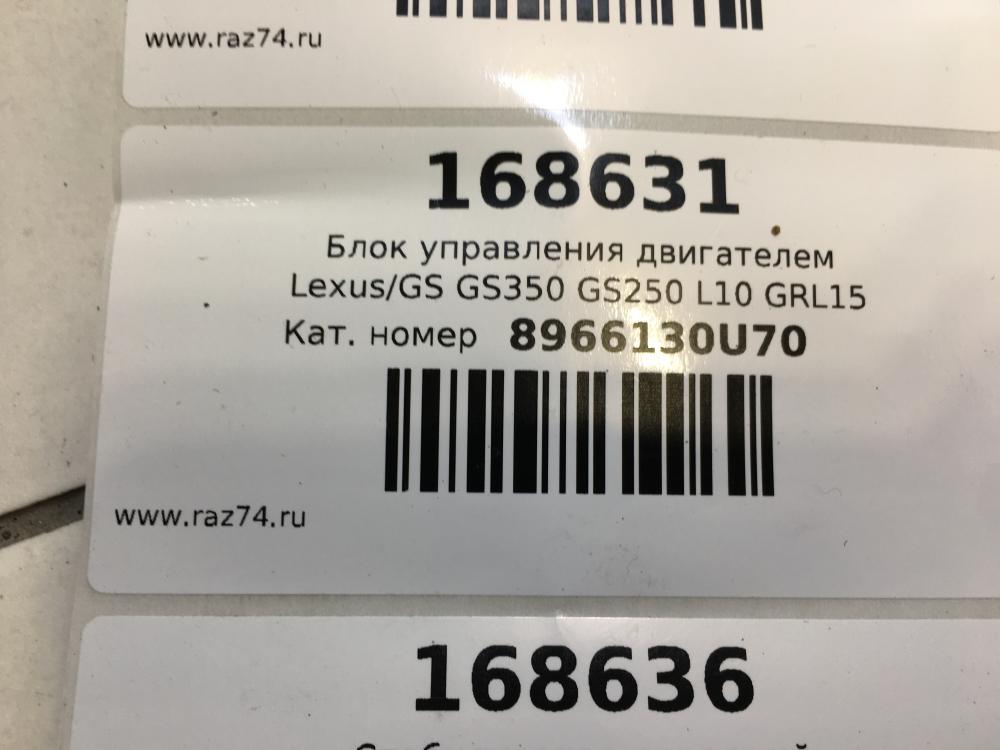 www.raz74.ru
168631
Блок управления двигателем
Lexus/GS GS350 GS250 L10 GRL15
Кат. номер 8966130U70
www.raz74.ru
168636